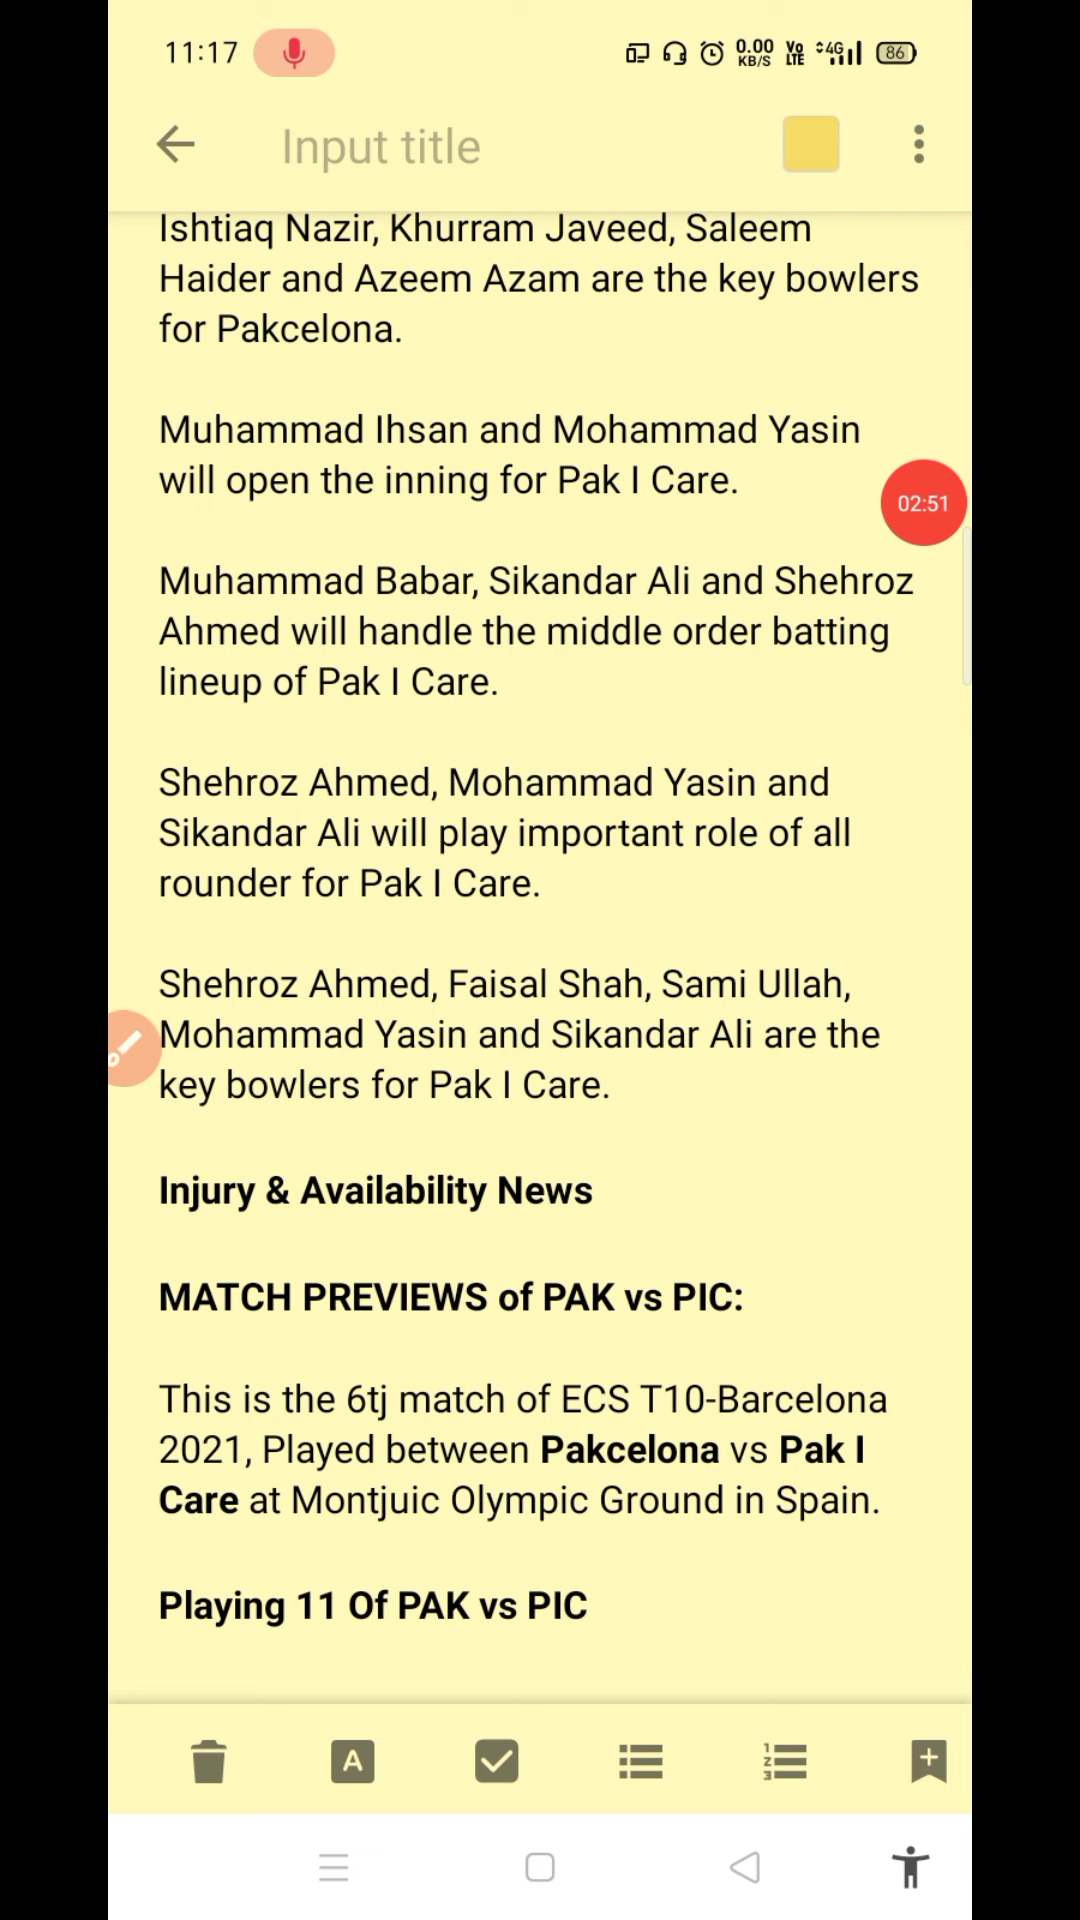 11:17
0.00 KB/S
Vo LTE
4G
86
Input title
Ishtiaq Nazir, Khurram Javeed, Saleem
Haider and Azeem Azam are the key bowlers
for Pakcelona.
Muhammad Ihsan and Mohammad Yasin
will open the inning for Pak I Care.
02:51
Muhammad Babar, Sikandar Ali and Shehroz
Ahmed will handle the middle order batting
lineup of Pak I Care.
Shehroz Ahmed, Mohammad Yasin and
Sikandar Ali will play important role of all
rounder for Pak I Care.
Shehroz Ahmed, Faisal Shah, Sami Ullah,
Mohammad Yasin and Sikandar Ali are the
key bowlers for Pak I Care.
Injury & Availability News
MATCH PREVIEWS of PAK vs PIC:
This is the 6tj match of ECS T10-Barcelona
2021, Played between Pakcelona vs Pak I
Care at Montjuic Olympic Ground in Spain.
Playing 11 Of PAK vs PIC
A